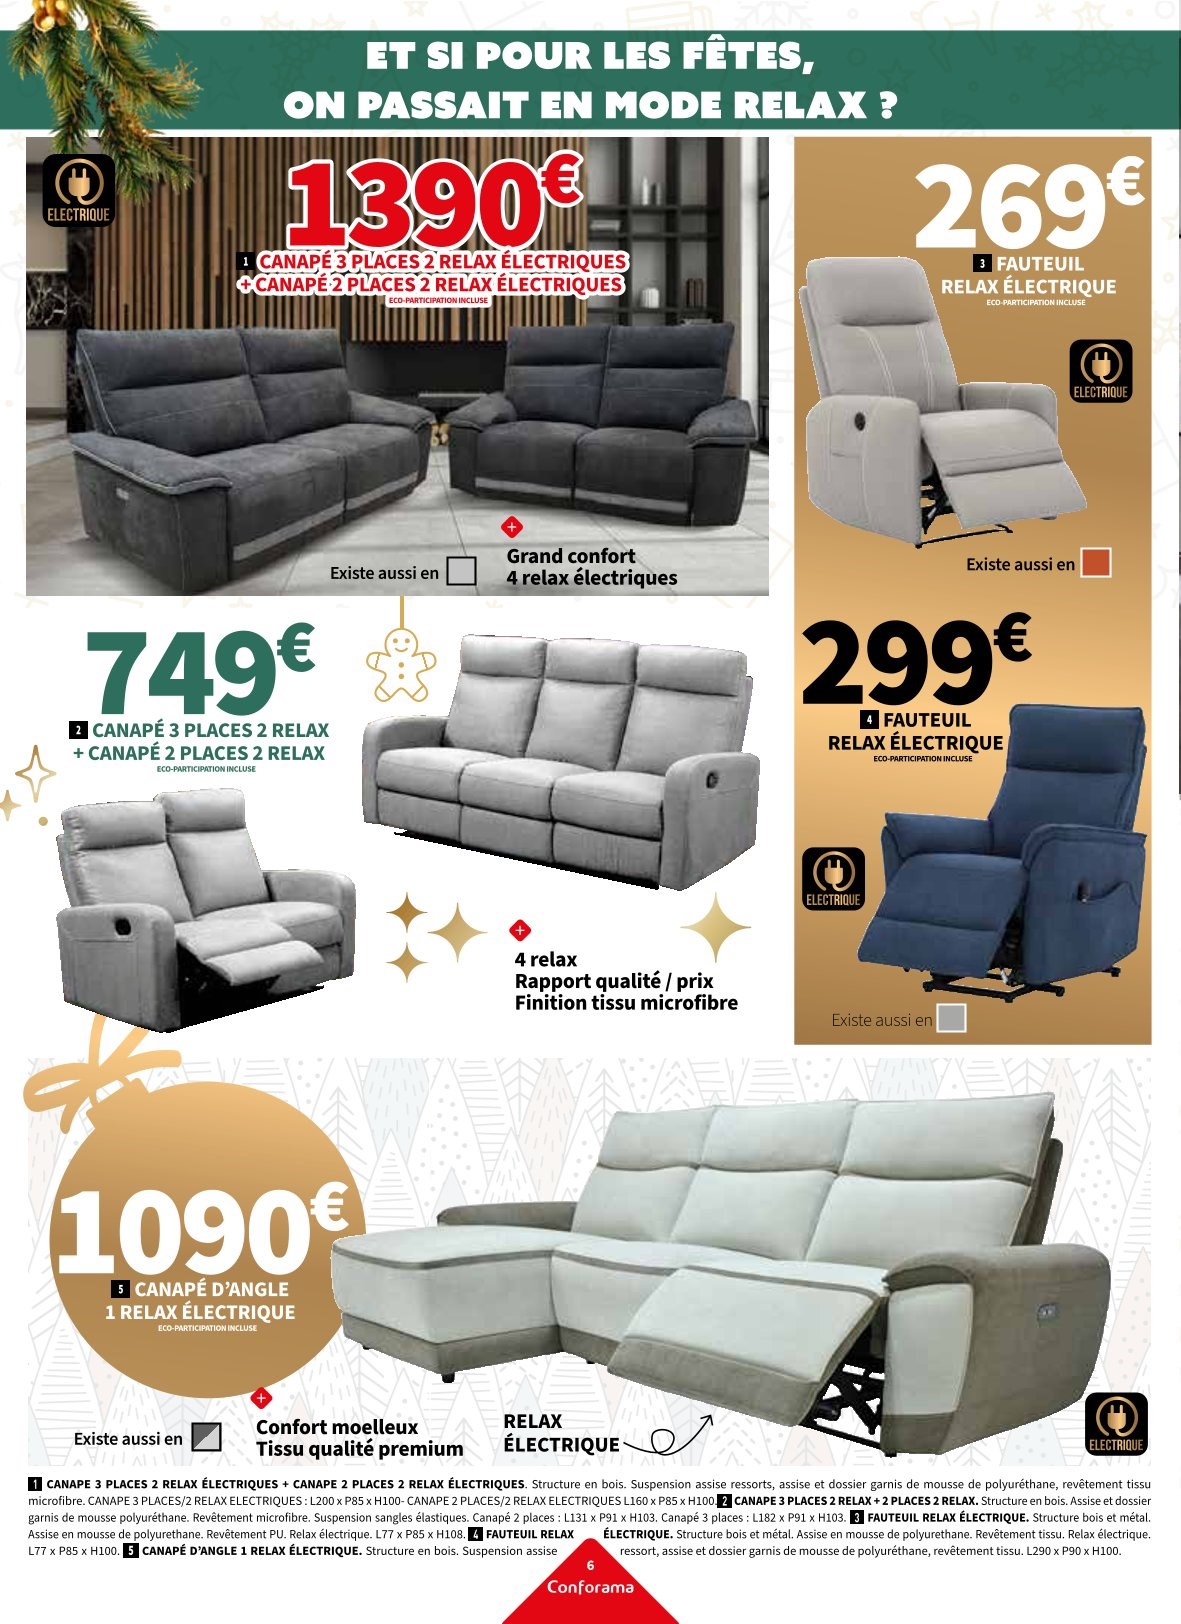 ET SI POUR LES FÊTES,
ON PASSAIT EN MODE RELAX ?
ELECTRIQUE
1390€
1 CANAPÉ 3 PLACES 2 RELAX ÉLECTRIQUES
+ CANAPÉ 2 PLACES 2 RELAX ÉLECTRIQUES
ECO-PARTICIPATION INCLUSE
Existe aussi en
+
Grand confort
4 relax électriques
269€
3 FAUTEUIL
RELAX ÉLECTRIQUE
ECO-PARTICIPATION INCLUSE
ELECTRIQUE
Existe aussi en
749€
2 CANAPÉ 3 PLACES 2 RELAX
+ CANAPÉ 2 PLACES 2 RELAX
ECO-PARTICIPATION INCLUSE
+
4 relax
Rapport qualité / prix
Finition tissu microfibre
299€
4 FAUTEUIL
RELAX ÉLECTRIQUE
ECO-PARTICIPATION INCLUSE
ELECTRIQUE
Existe aussi en
1090€
5 CANAPÉ D’ANGLE
1 RELAX ÉLECTRIQUE
ECO-PARTICIPATION INCLUSE
Existe aussi en
+
Confort moelleux
Tissu qualité premium
RELAX
ÉLECTRIQUE
ELECTRIQUE
1 CANAPE 3 PLACES 2 RELAX ÉLECTRIQUES + CANAPE 2 PLACES 2 RELAX ÉLECTRIQUES. Structure en bois. Suspension assise ressorts, assise et dossier garnis de mousse de polyuréthane, revêtement tissu
microfibre. CANAPE 3 PLACES/2 RELAX ELECTRIQUES : L200 x P85 x H100- CANAPE 2 PLACES/2 RELAX ELECTRIQUES L160 x P85 x H100. 2 CANAPE 3 PLACES 2 RELAX + 2 PLACES 2 RELAX. Structure en bois. Assise et dossier
garnis de mousse polyuréthane. Revêtement microfibre. Suspension sangles élastiques. Canapé 2 places : L131 x P91 x H103. Canapé 3 places : L182 x P91 x H103. 3 FAUTEUIL RELAX ÉLECTRIQUE. Structure bois et métal.
Assise en mousse de polyurethane. Revêtement PU. Relax électrique. L77 x P85 x H108. 4 FAUTEUIL RELAX ÉLECTRIQUE. Structure bois et métal. Assise en mousse de polyurethane. Revêtement tissu. Relax électrique.
L77 x P85 x H100. 5 CANAPÉ D’ANGLE 1 RELAX ÉLECTRIQUE. Structure en bois. Suspension assise ressort, assise et dossier garnis de mousse de polyuréthane, revêtement tissu. L290 x P90 x H100.
6
Conforama